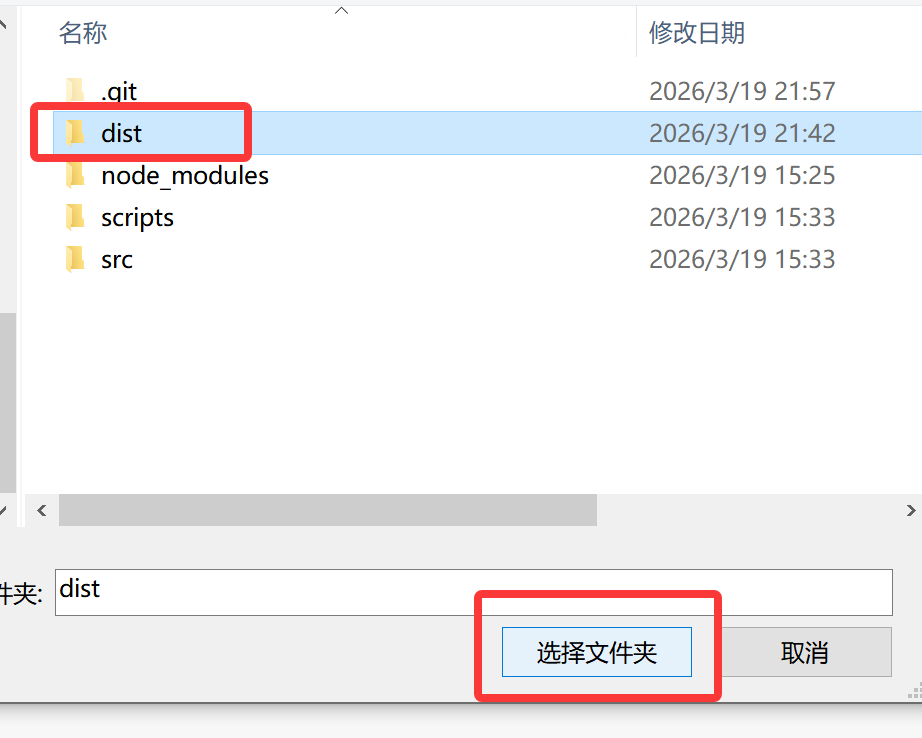 名称 修改日期
.git 2026/3/19 21:57
dist 2026/3/19 21:42
node_modules 2026/3/19 15:25
scripts 2026/3/19 15:33
src 2026/3/19 15:33
件夹: dist
选择文件夹 取消